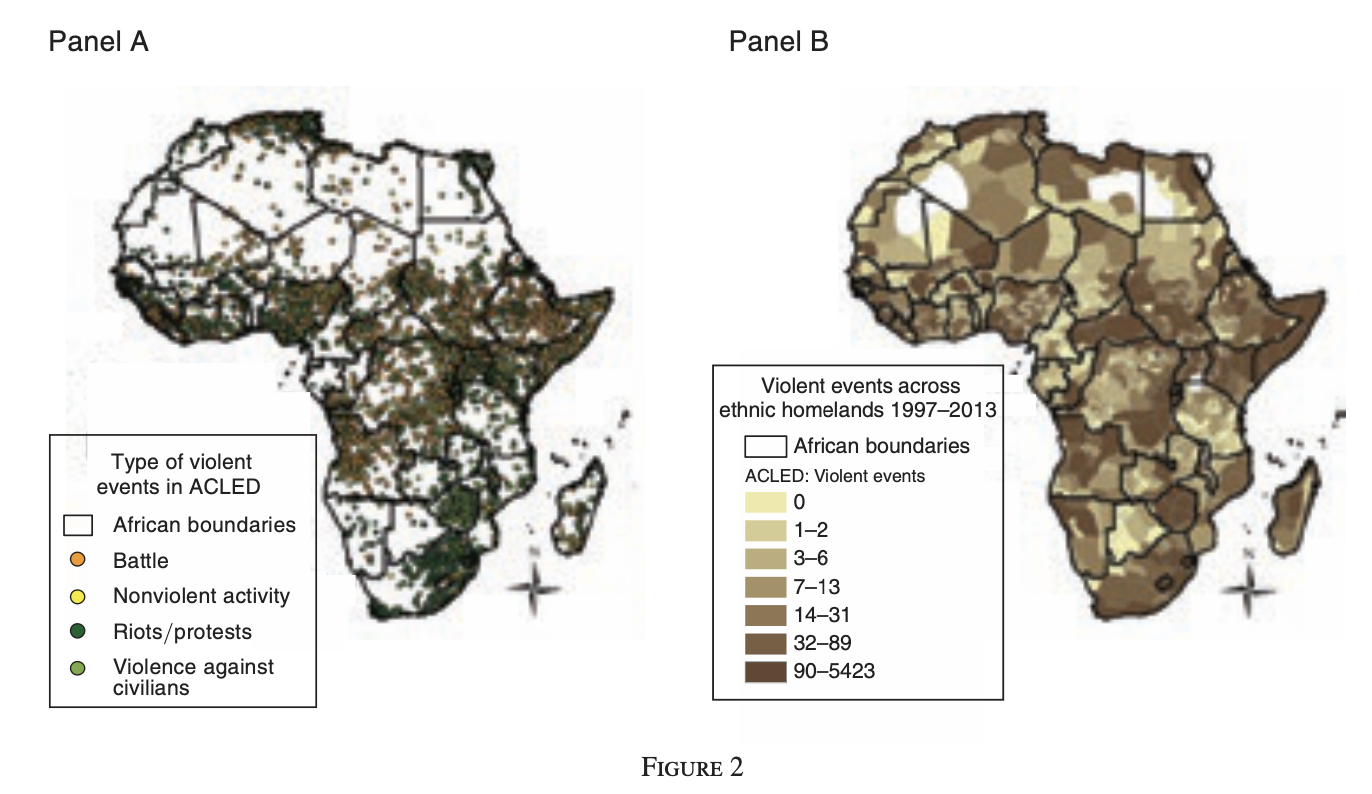 Panel A
Type of violent
events in ACLED
African boundaries
Battle
Nonviolent activity
Riots/protests
Violence against
civilians
N
Panel B
Violent events across
ethnic homelands 1997–2013
African boundaries
ACLED: Violent events
0
1–2
3–6
7–13
14–31
32–89
90–5423
N
FIGURE 2